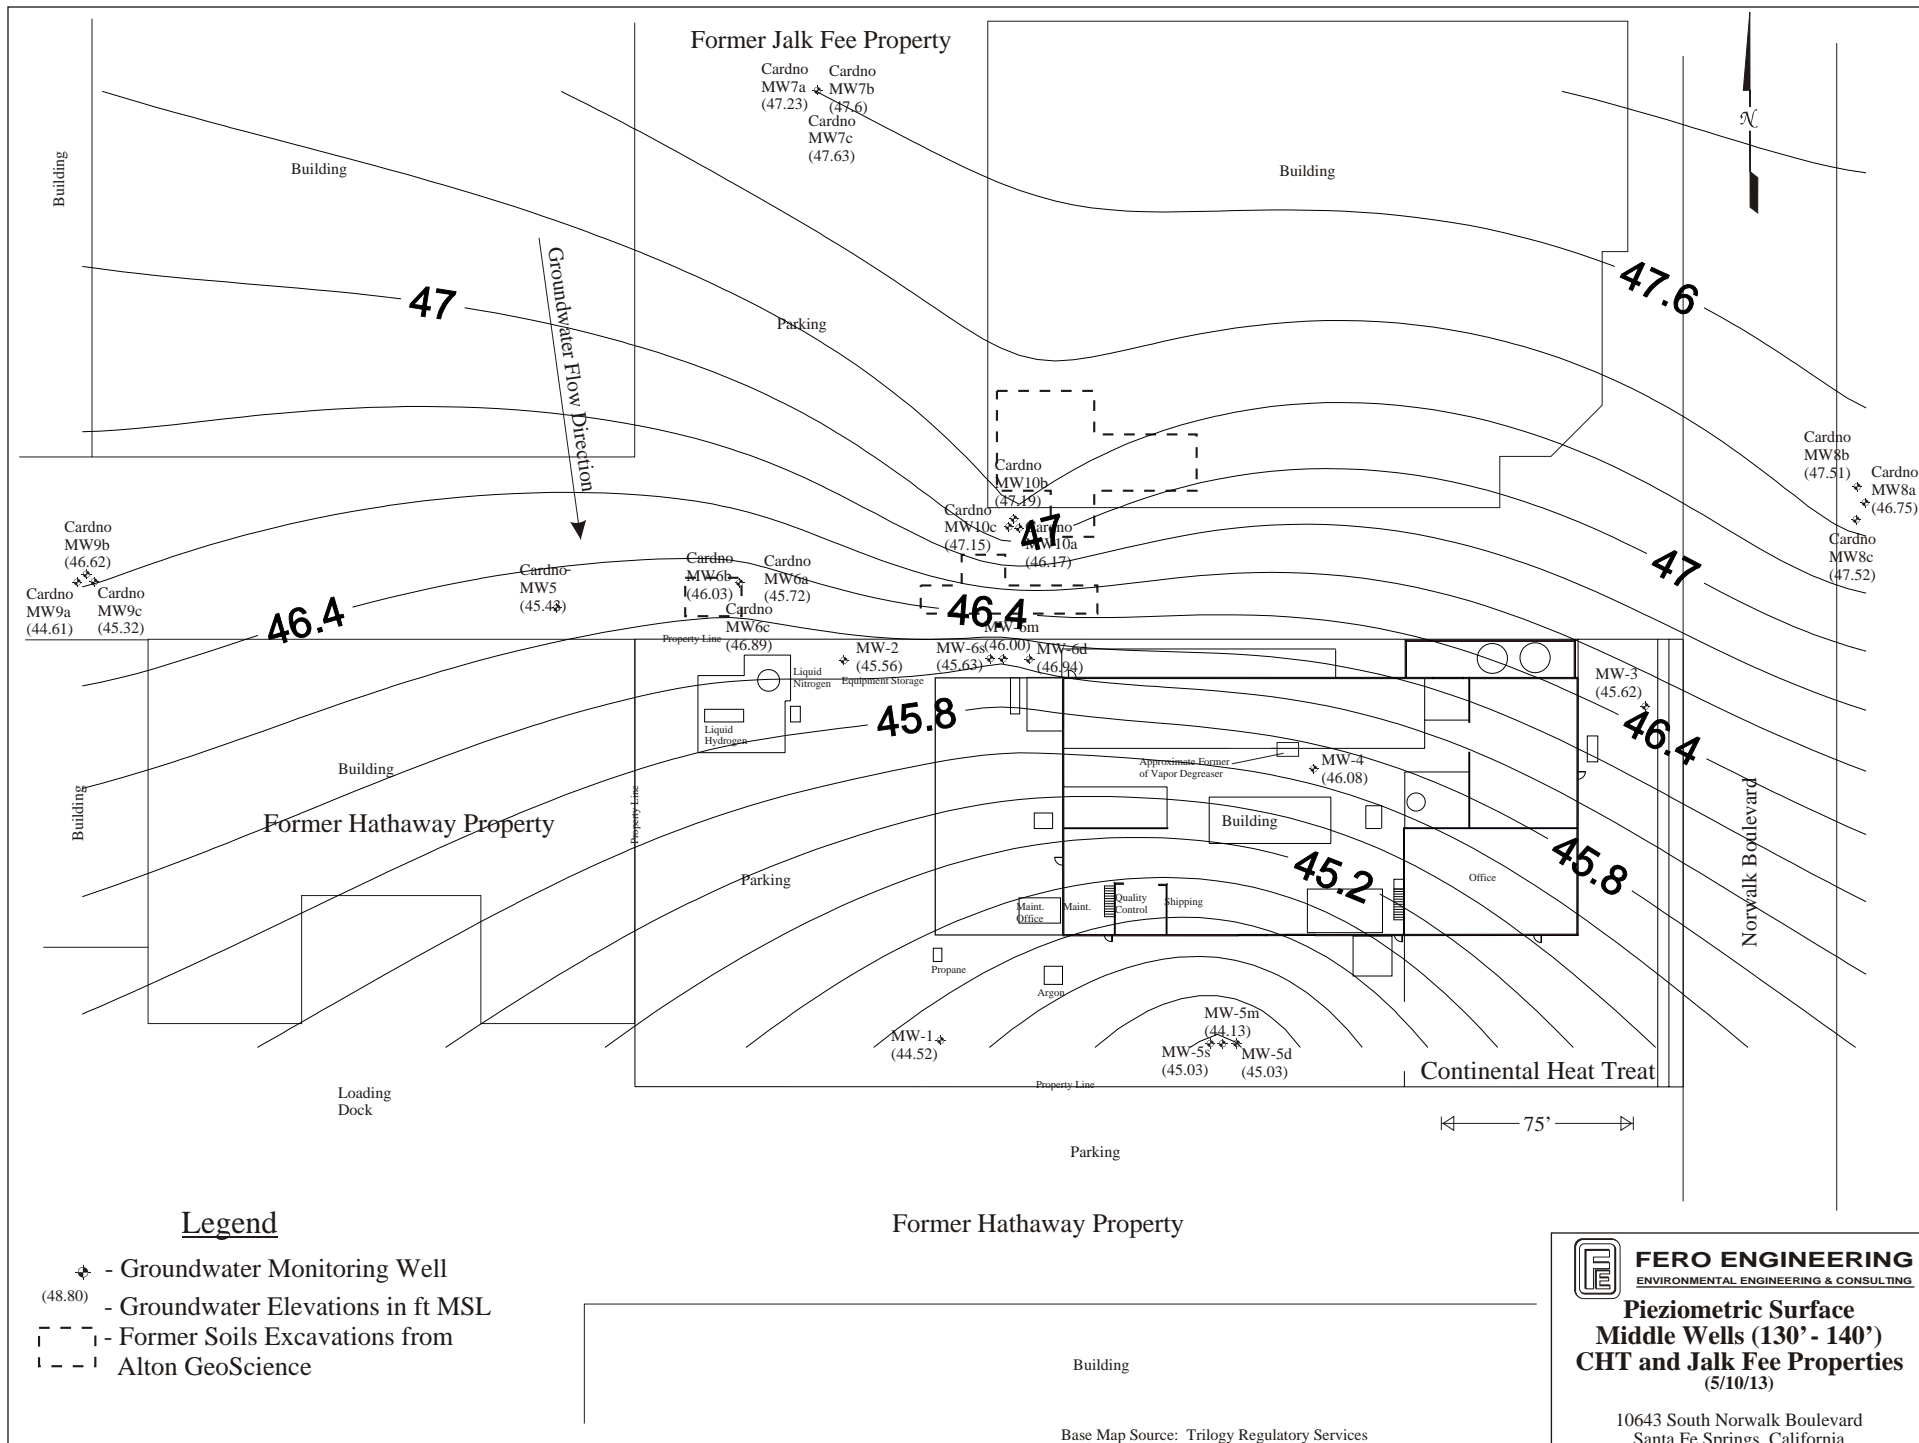 Former Jalk Fee Property
Cardno
MW7a
(47.23)
Cardno
MW7b
(47.6)
Cardno
MW7c
(47.63)
N
Building
Building
Building
47.6
47
Groundwater Flow Direction
Parking
Cardno
MW8b
(47.51)
Cardno
MW8a
(46.75)
Cardno
MW8c
(47.52)
Cardno
MW10b
(47.19)
Cardno
MW10c
(47.15)
47
Cardno
MW10a
(46.17)
47
Cardno
MW9b
(46.62)
Cardno
MW9a
(44.61)
Cardno
MW9c
(45.32)
46.4
Cardno
MW5
(45.43)
Cardno
MW6b
(46.03)
Cardno
MW6a
(45.72)
Cardno
MW6c
(46.89)
46.4
Property Line
MW-2
(45.56)
MW-6s
(45.63)
MW-6m
(46.00)
MW-6d
(46.94)
MW-3
(45.62)
46.4
Liquid
Nitrogen
Equipment Storage
Liquid
Hydrogen
45.8
Approximate Former
of Vapor Degreaser
MW-4
(46.08)
Building
Building
Former Hathaway Property
Property Line
Building
45.8
45.2
Norwalk Boulevard
Parking
Office
Maint.
Office
Maint.
Quality
Control
Shipping
Propane
Argon
MW-1
(44.52)
MW-5m
(44.13)
MW-5s
(45.03)
MW-5d
(45.03)
Continental Heat Treat
Property Line
Loading
Dock
75'
Parking
Former Hathaway Property
Legend
- Groundwater Monitoring Well
(48.80)
- Groundwater Elevations in ft MSL
- Former Soils Excavations from
Alton GeoScience
Building
Base Map Source: Trilogy Regulatory Services
FE
FERO ENGINEERING
ENVIRONMENTAL ENGINEERING & CONSULTING
Pieziometric Surface
Middle Wells (130' - 140')
CHT and Jalk Fee Properties
(5/10/13)
10643 South Norwalk Boulevard
Santa Fe Springs, California